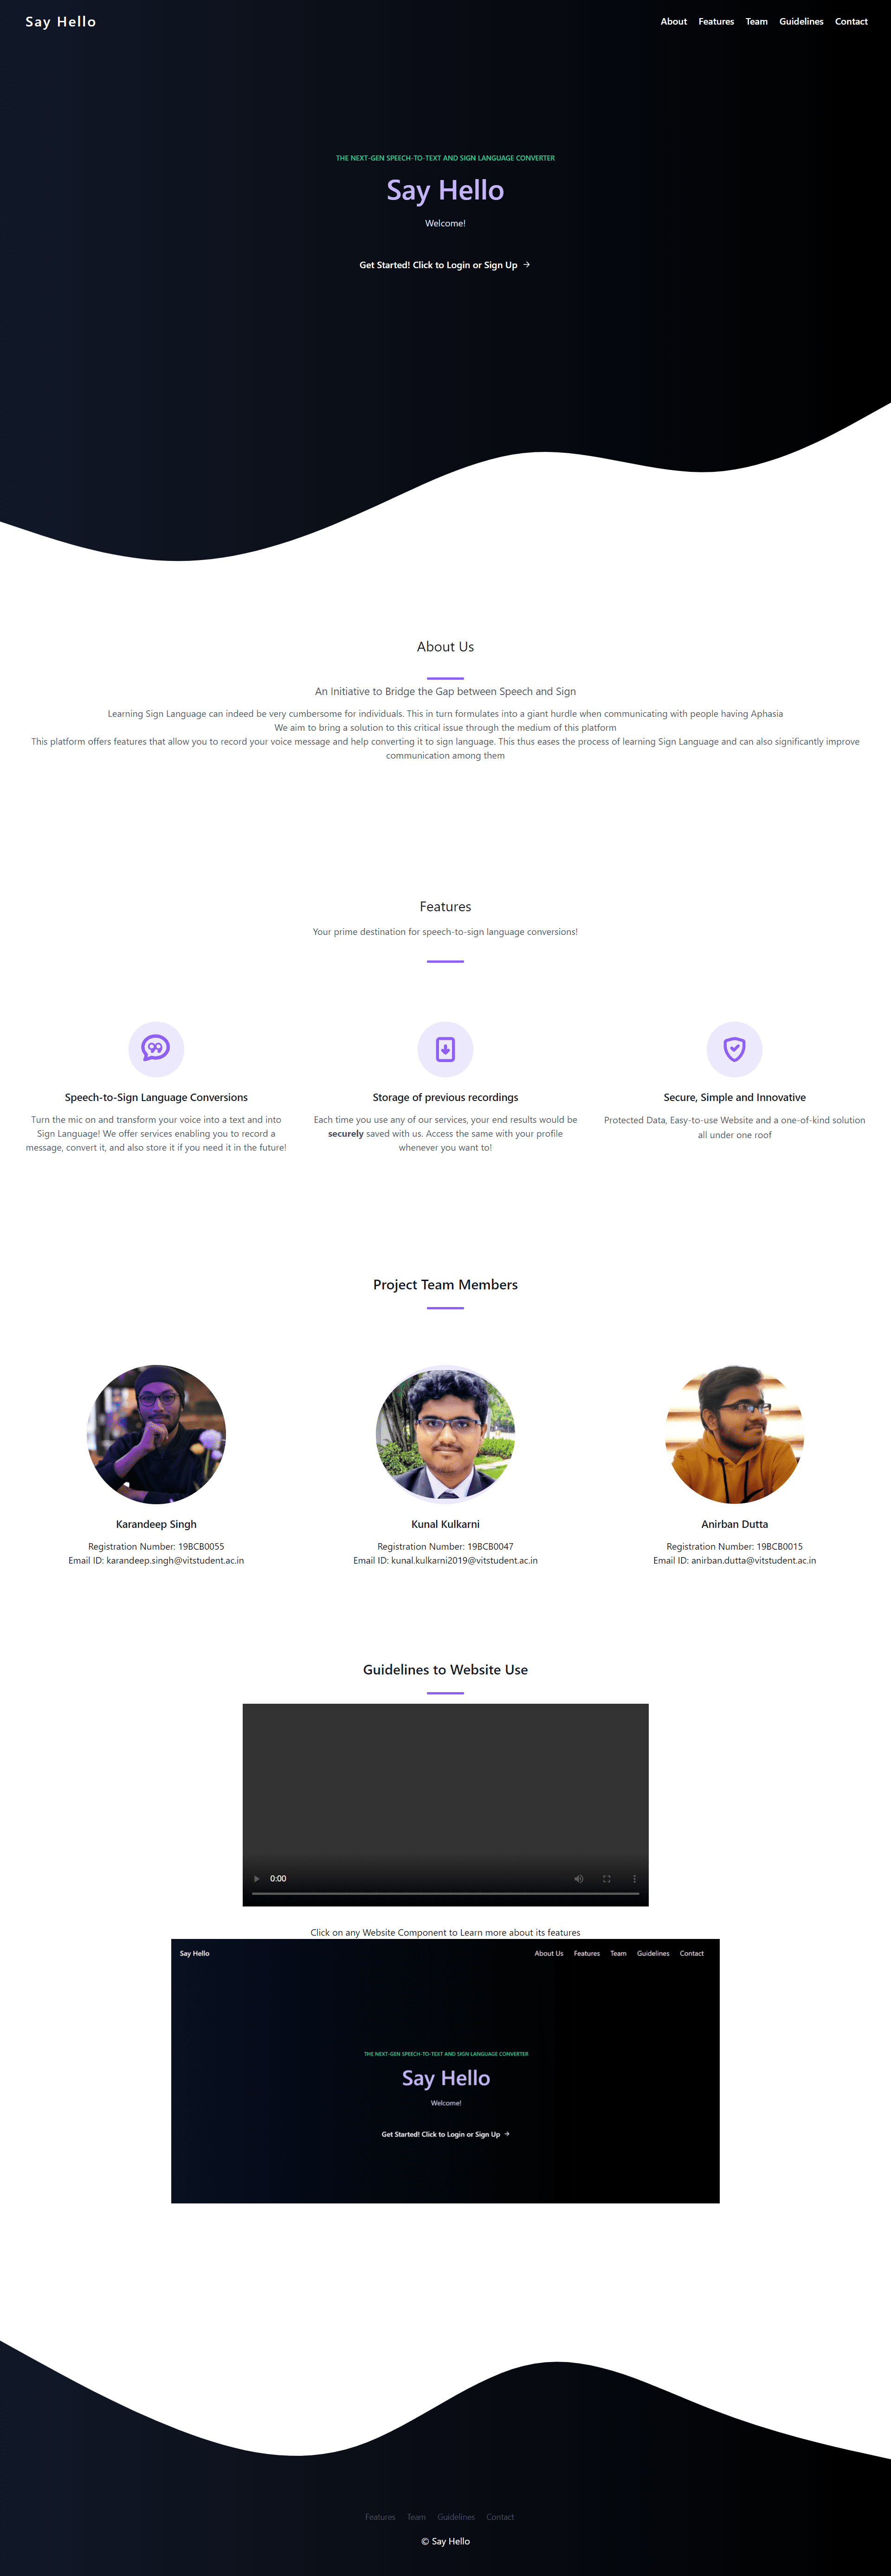 Say Hello
About Features Team Guidelines Contact
THE NEXT-GEN SPEECH-TO-TEXT AND SIGN LANGUAGE CONVERTER
Say Hello
Welcome!
Get Started! Click to Login or Sign Up →
About Us
An Initiative to Bridge the Gap between Speech and Sign
Learning Sign Language can indeed be very cumbersome for individuals. This in turn formulates into a giant hurdle when communicating with people having Aphasia
We aim to bring a solution to this critical issue through the medium of this platform
This platform offers features that allow you to record your voice message and help converting it to sign language. This thus eases the process of learning Sign Language and can also significantly improve
communication among them
Features
Your prime destination for speech-to-sign language conversions!
Speech-to-Sign Language Conversions
Turn the mic on and transform your voice into a text and into
Sign Language! We offer services enabling you to record a
message, convert it, and also store it if you need it in the future!
Storage of previous recordings
Each time you use any of our services, your end results would be
securely saved with us. Access the same with your profile
whenever you want to!
Secure, Simple and Innovative
Protected Data, Easy-to-use Website and a one-of-kind solution
all under one roof
Project Team Members
Karandeep Singh
Registration Number: 19BCB0055
Email ID: karandeep.singh@vitstudent.ac.in
Kunal Kulkarni
Registration Number: 19BCB0047
Email ID: kunal.kulkarni2019@vitstudent.ac.in
Anirban Dutta
Registration Number: 19BCB0015
Email ID: anirban.dutta@vitstudent.ac.in
Guidelines to Website Use
0:00
Click on any Website Component to Learn more about its features
Say Hello
About Us Features Team Guidelines Contact
THE NEXT-GEN SPEECH-TO-TEXT AND SIGN LANGUAGE CONVERTER
Say Hello
Welcome!
Get Started! Click to Login or Sign Up →
Features Team Guidelines Contact
© Say Hello